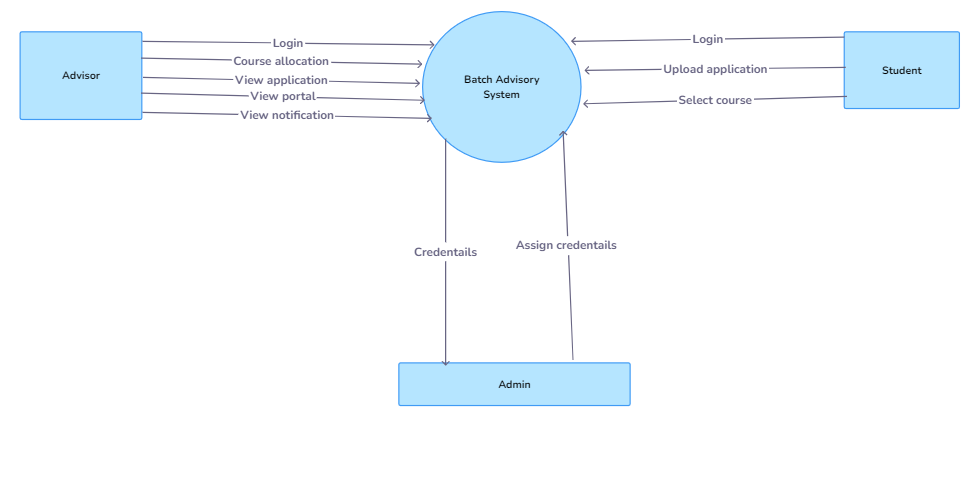 Advisor
Login
Course allocation
View application
View portal
View notification
Batch Advisory
System
Login
Upload application
Select course
Student
Credentails
Assign credentails
Admin